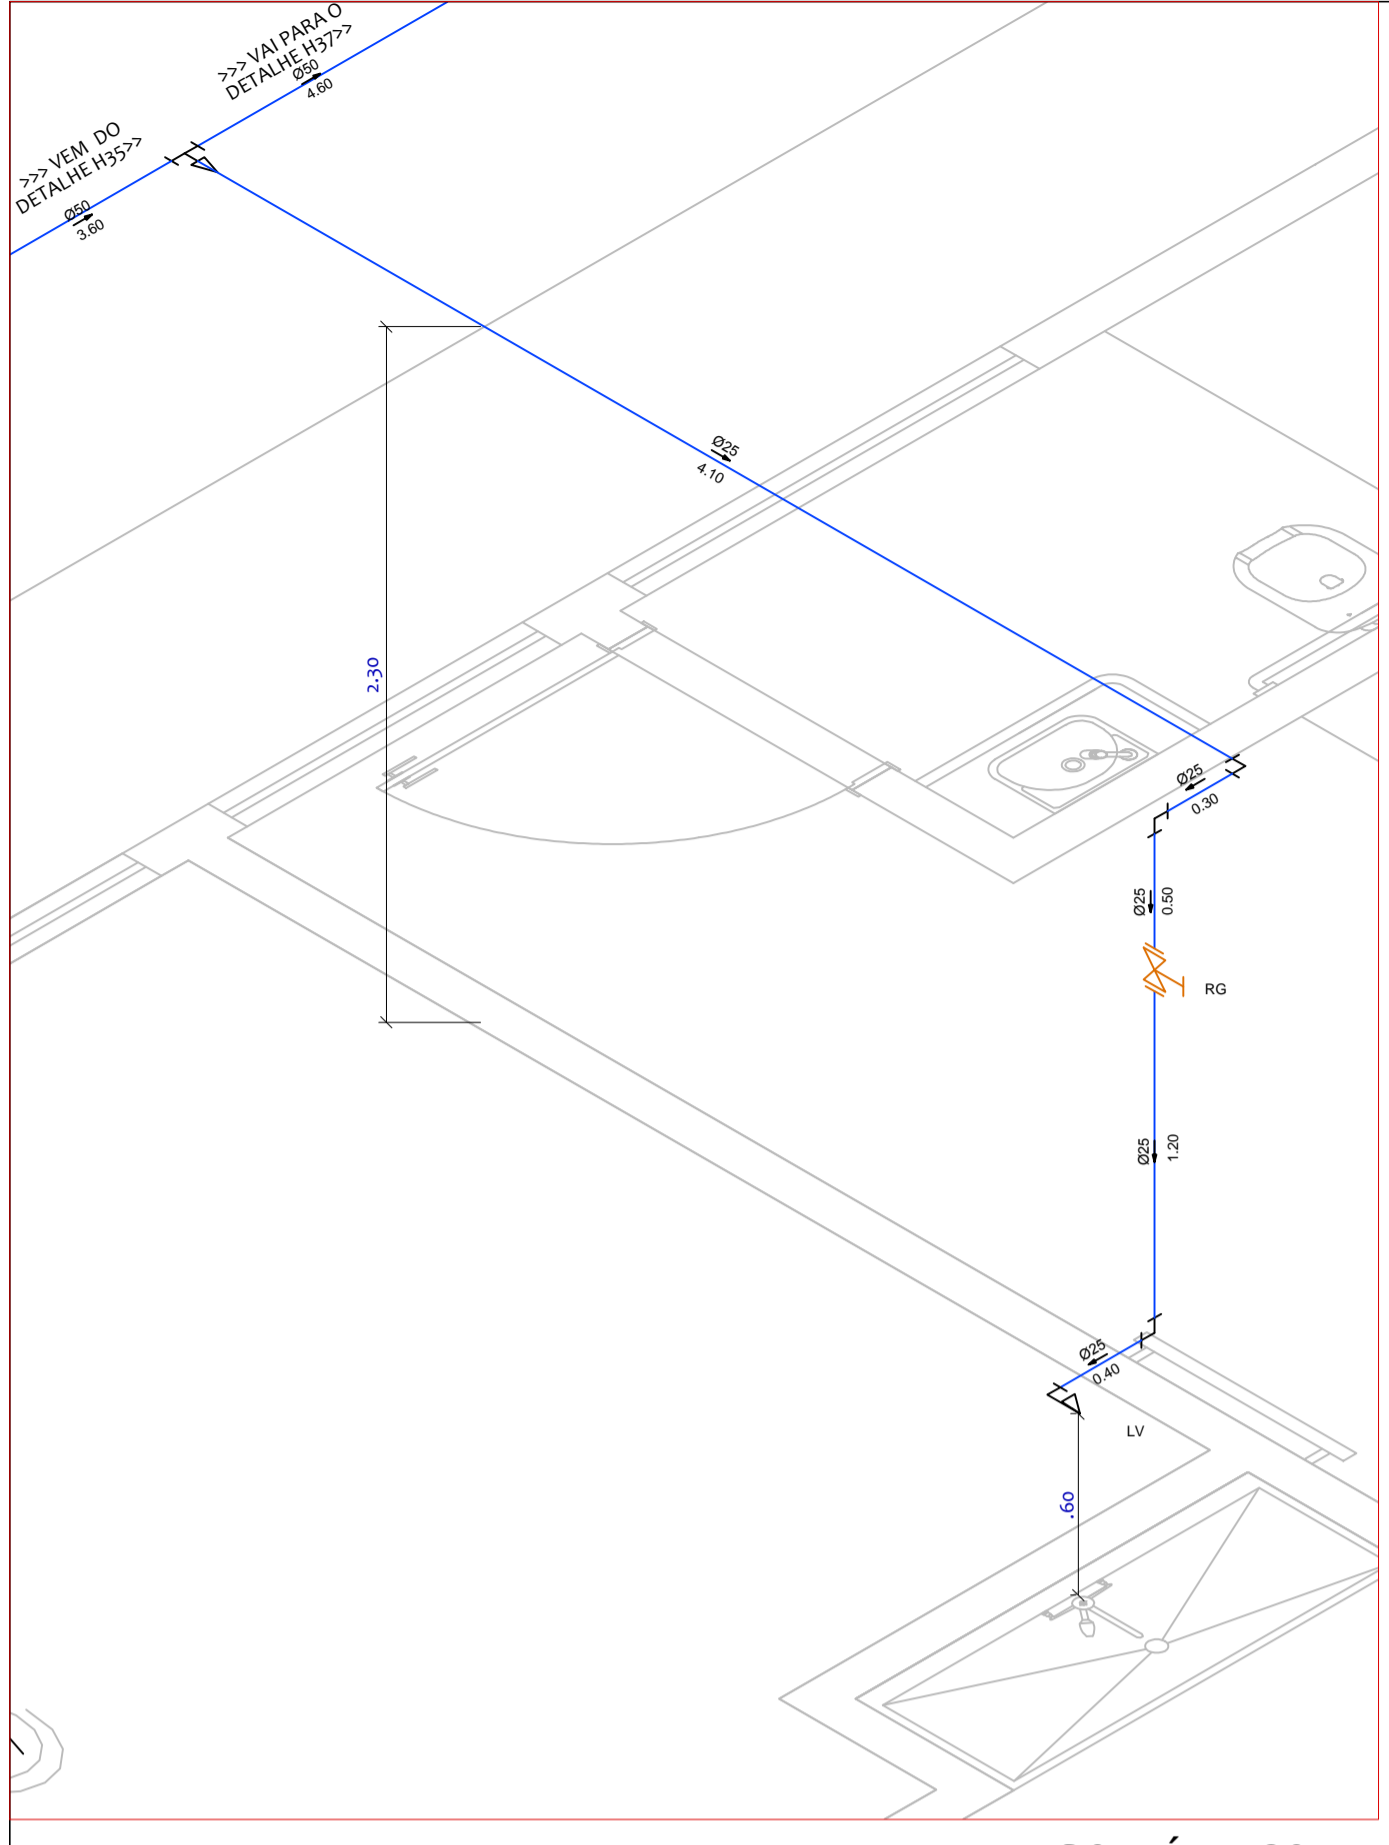 >>> VAI PARA O
DETALHE H37>>
Ø50
4.60
>>> VEM DO
DETALHE H35>>
Ø50
3.60
Ø25
4.10
2.30
Ø25
0.30
Ø25
0.50
RG
Ø25
1.20
Ø25
0.40
LV
.60